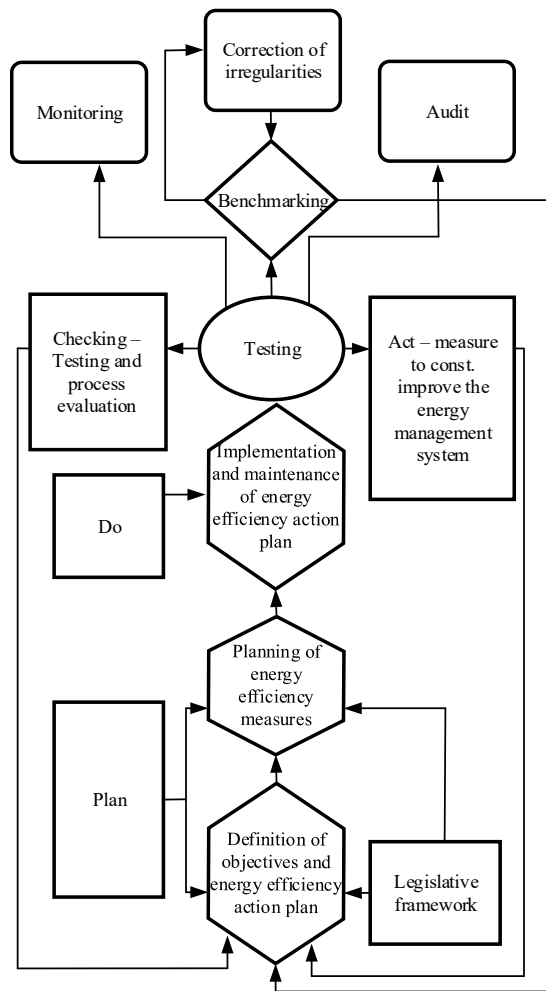 Correction of
irregularities
Monitoring
Audit
Benchmarking
Checking –
Testing and
process
evaluation
Testing
Act – measure
to const.
improve the
energy
management
system
Implementation
and maintenance
of energy
efficiency action
plan
Do
Planning of
energy
efficiency
measures
Plan
Definition of
objectives and
energy efficiency
action plan
Legislative
framework